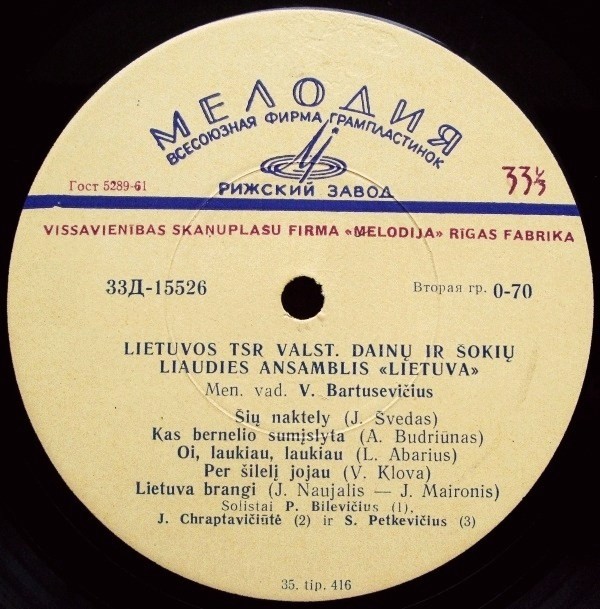 МЕЛОДИЯ
ВСЕСОЮЗНАЯ ФИРМА ГРАМПЛАСТИНОК
Гост 5289-61
РИЖСКИЙ ЗАВОД
33⅓
VISSAVIENĪBAS SKAŅUPLAŠU FIRMA «MELODIJA» RĪGAS FABRIKA
33Д-15526
Вторая гр. 0-70
LIETUVOS TSR VALST. DAINŲ IR ŠOKIŲ
LIAUDIES ANSAMBLIS «LIETUVA»
Men. vad. V. Bartusevičius
Šių naktely (J. Švedas)
Kas bernelio sumįslyta (A. Budriūnas)
Oi, laukiau, laukiau (L. Abarius)
Per šilelį jojau (V. Klova)
Lietuva brangi (J. Naujalis — J. Maironis)
Solistai P. Bilevičius (1),
J. Chraptavičiūtė (2) ir S. Petkevičius (3)
35. tip. 416